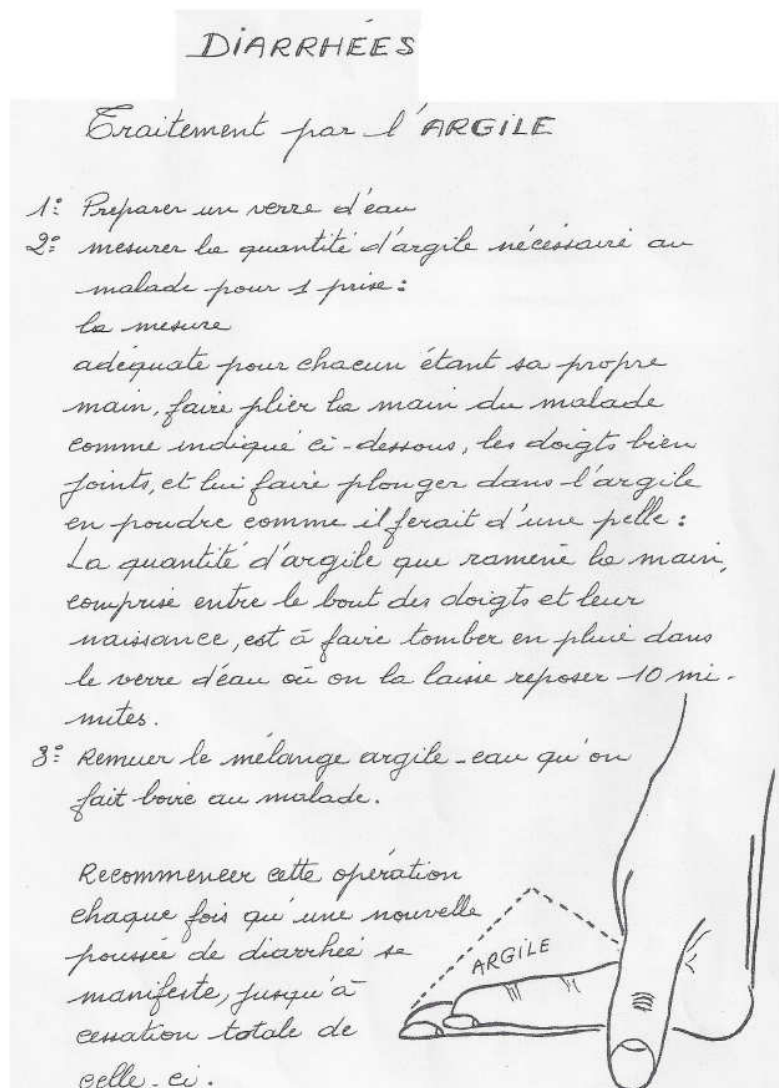 DIARRHÉES
Traitement par l'ARGILE
1º Préparer un verre d'eau
2º mesurer la quantité d'argile nécessaire au
malade pour 1 prise :
la mesure
adéquate pour chacun étant sa propre
main, faire plier la main du malade
comme indiqué ci-dessous, les doigts bien
joints, et lui faire plonger dans l'argile
en poudre comme il ferait d'une pelle :
La quantité d'argile que ramène la main,
comprise entre le bout des doigts et leur
naissance, est à faire tomber en pluie dans
le verre d'eau où on la laisse reposer 10 mi-
nutes.
3º Remuer le mélange argile-eau qu'on
fait boire au malade.
Recommencer cette opération
chaque fois qu'une nouvelle
poussée de diarrhée se
manifeste, jusqu'à
cessation totale de
celle-ci.
ARGILE